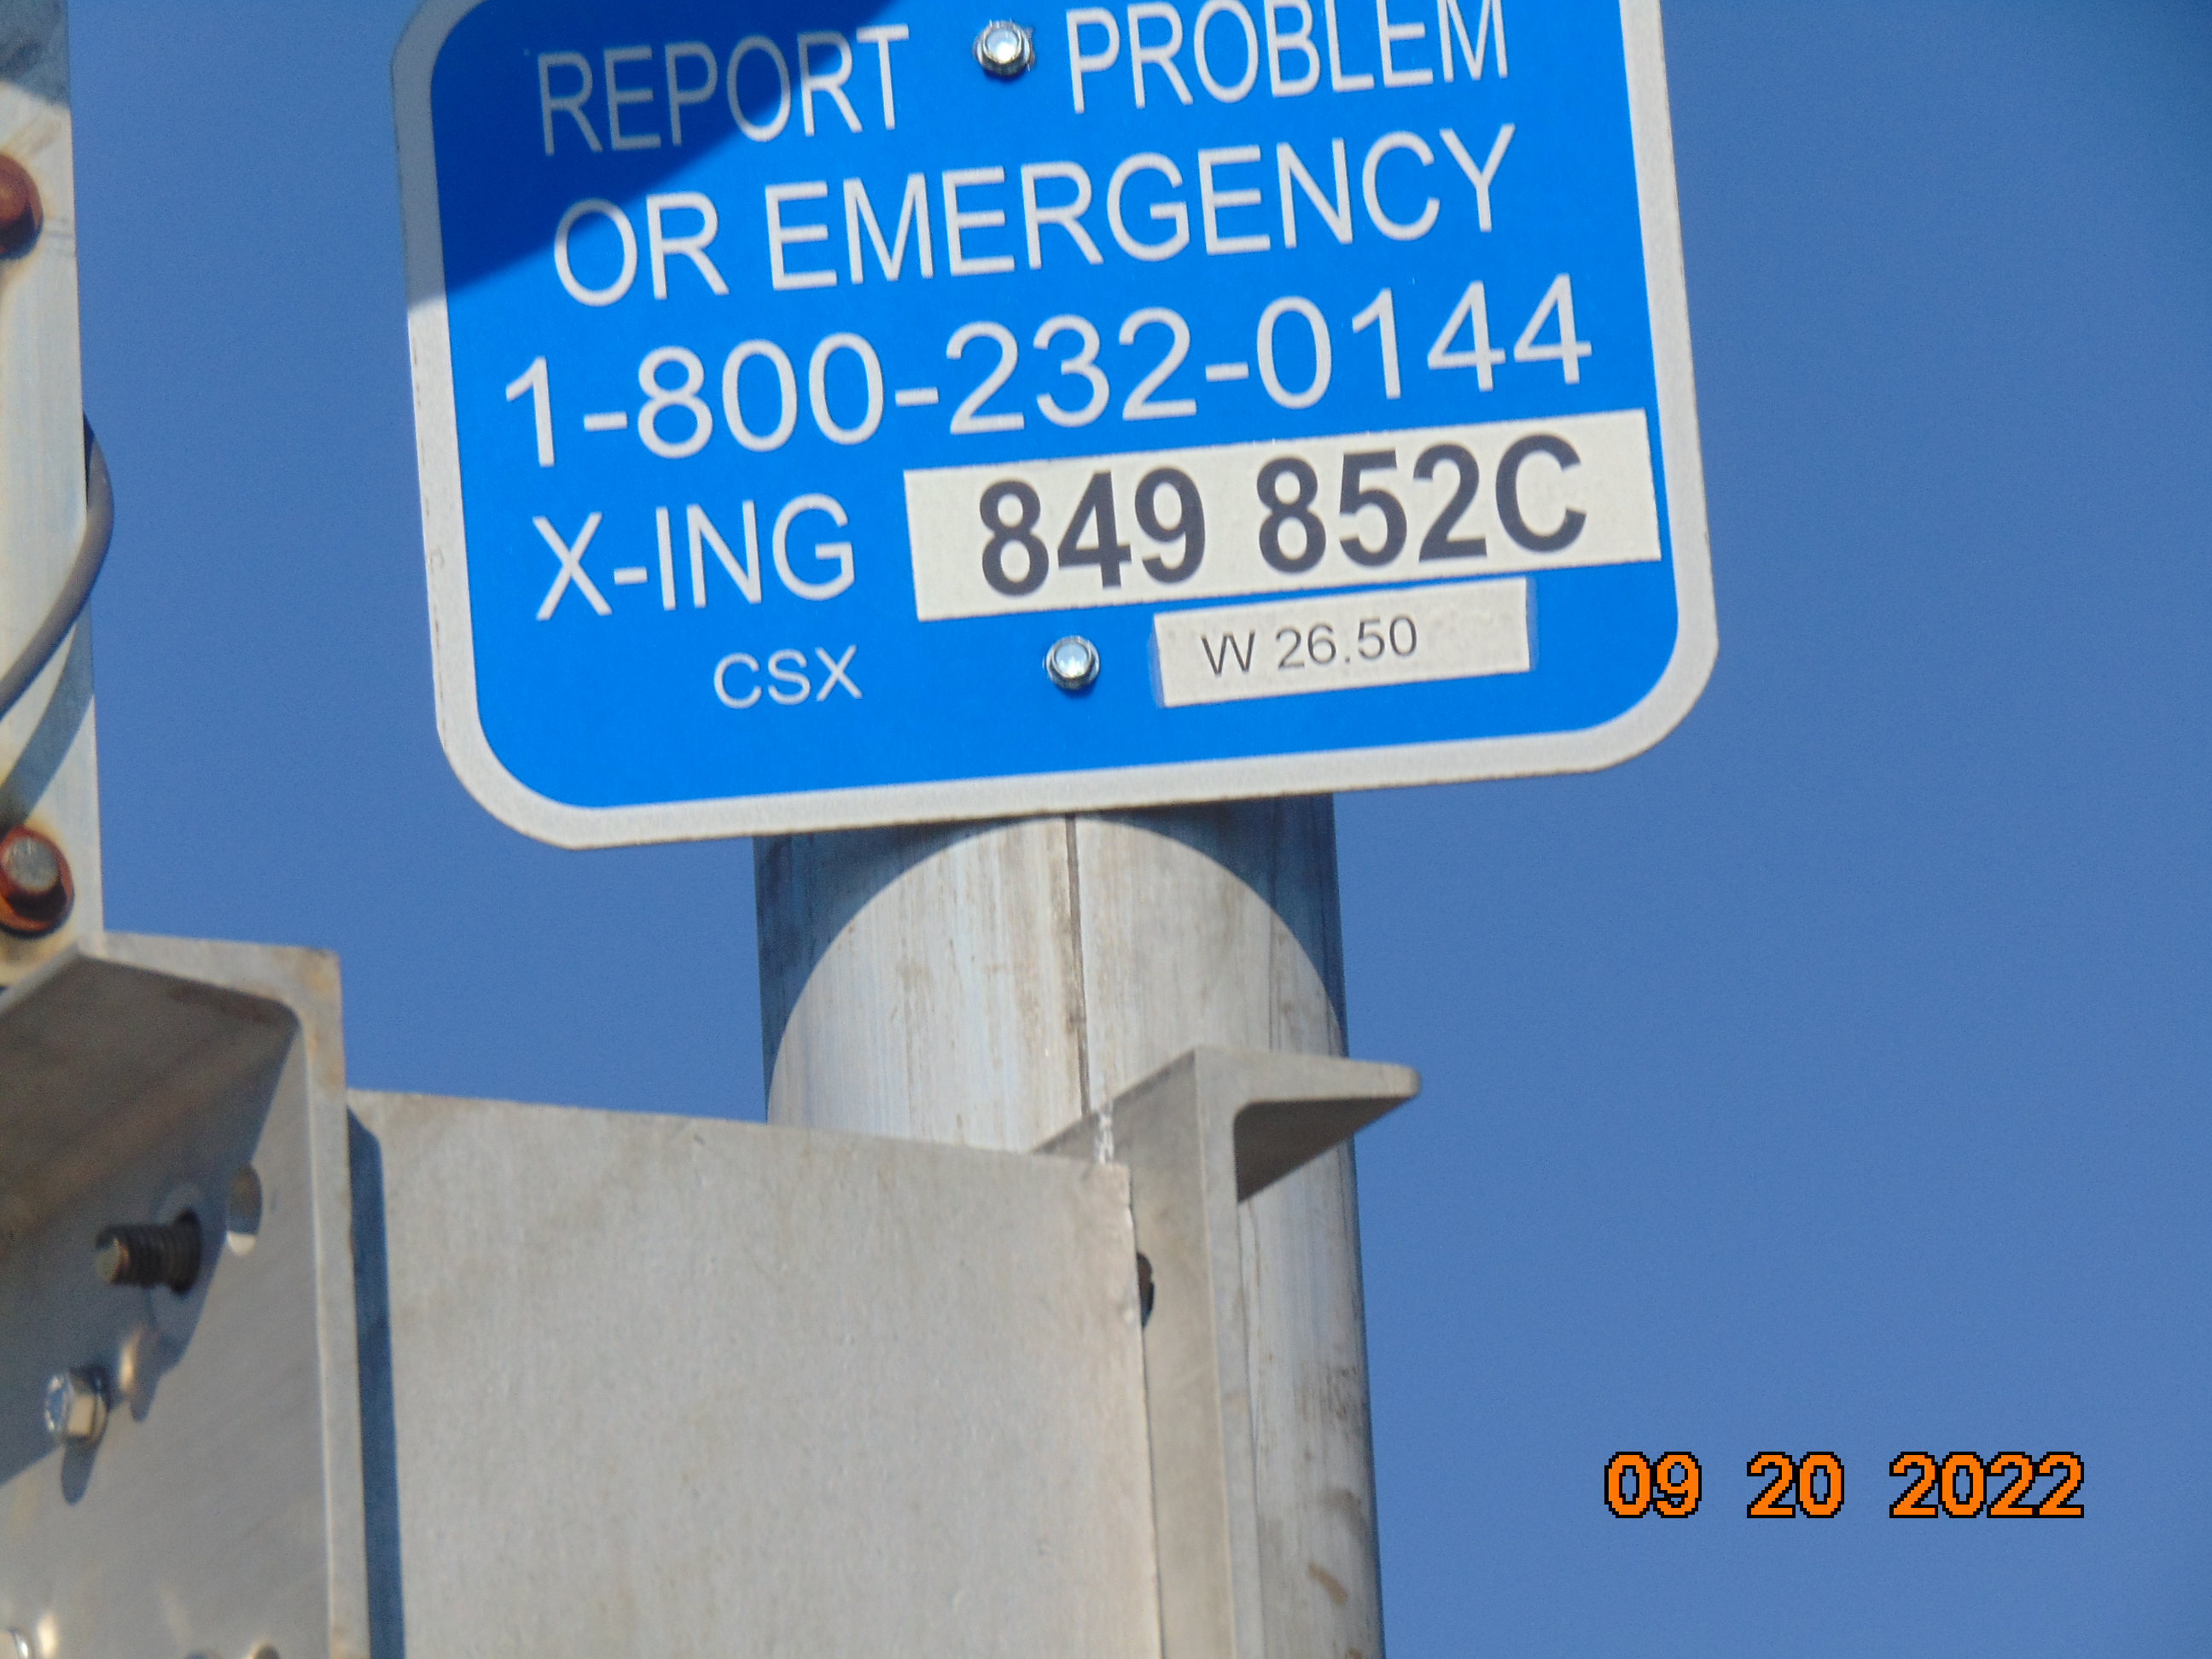 REPORT PROBLEM
OR EMERGENCY
1-800-232-0144
X-ING 849 852C
CSX W 26.50
09 20 2022